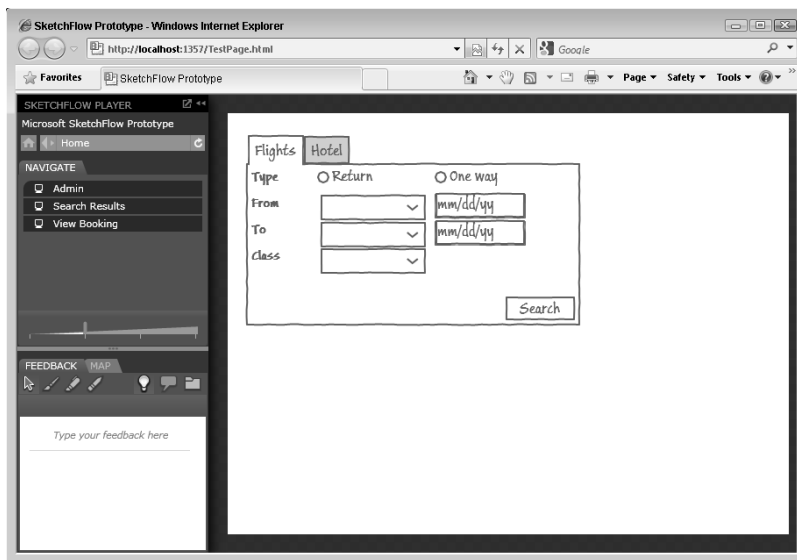 SketchFlow Prototype - Windows Internet Explorer
http://localhost:1357/TestPage.html
Google
Favorites
SketchFlow Prototype
Page
Safety
Tools
SKETCHFLOW PLAYER
Microsoft SketchFlow Prototype
Home
NAVIGATE
Admin
Search Results
View Booking
FEEDBACK MAP
Type your feedback here
Flights Hotel
Type Return One way
From mm/dd/yy
To mm/dd/yy
Class
Search